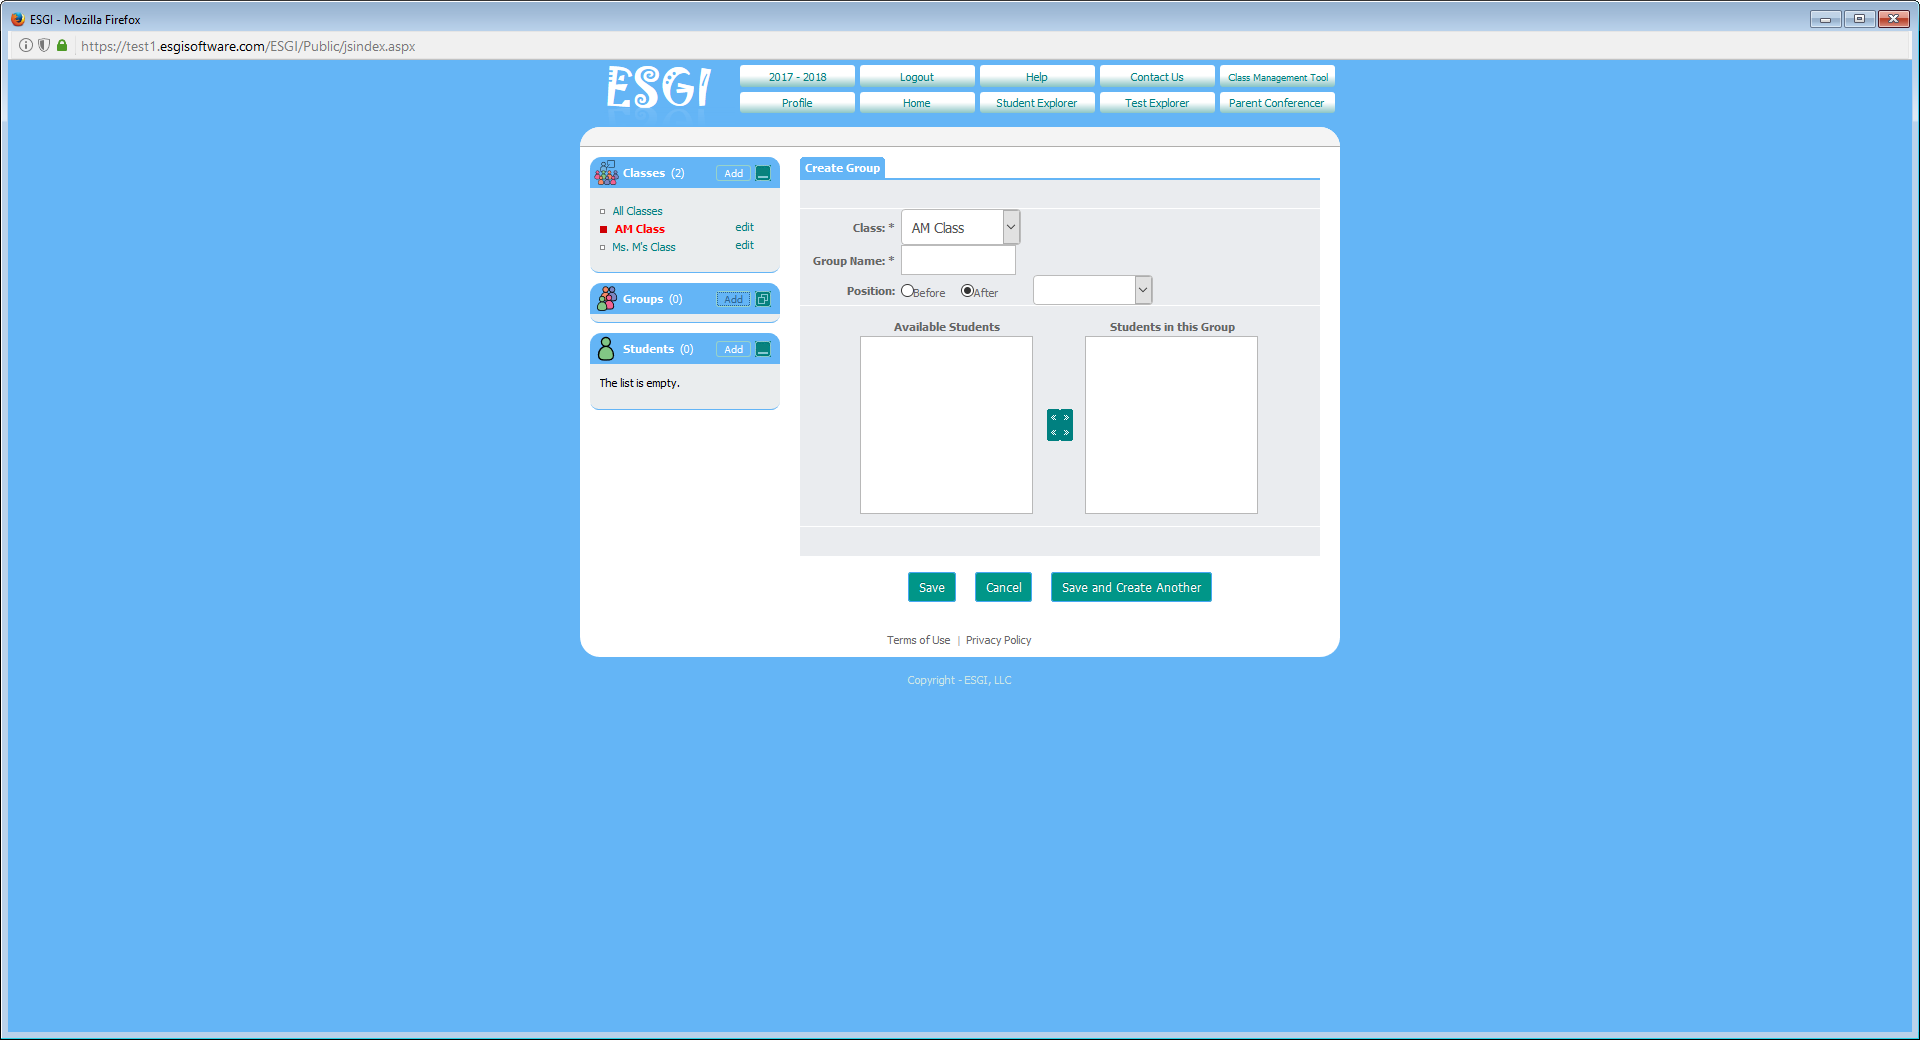 ESGI - Mozilla Firefox
https://test1.esgisoftware.com/ESGI/Public/jsindex.aspx
ESGI
2017 - 2018 Logout Help Contact Us Class Management Tool
Profile Home Student Explorer Test Explorer Parent Conferencer
Classes (2) Add
All Classes
AM Class edit
Ms. M's Class edit
Groups (0) Add
Students (0) Add
The list is empty.
Create Group
Class: * AM Class
Group Name: *
Position: Before After
Available Students Students in this Group
« »
« »
Save Cancel Save and Create Another
Terms of Use | Privacy Policy
Copyright - ESGI, LLC